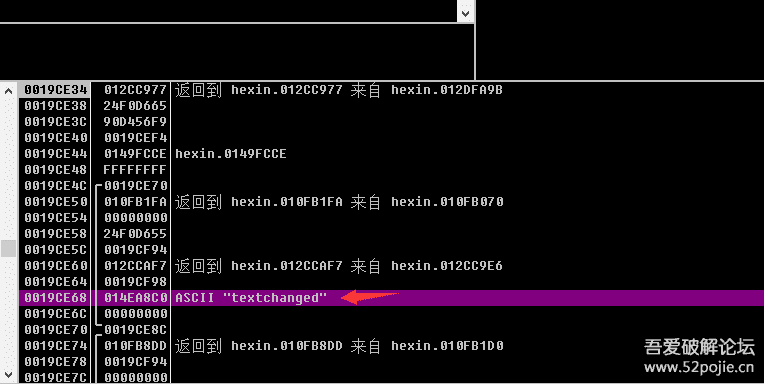 0019CE34 012CC977 返回到 hexin.012CC977 来自 hexin.012DFA9B
0019CE38 24F0D665
0019CE3C 90D456F9
0019CE40 0019CEF4
0019CE44 0149FCCE hexin.0149FCCE
0019CE48 FFFFFFFF
0019CE4C 0019CE70
0019CE50 010FB1FA 返回到 hexin.010FB1FA 来自 hexin.010FB070
0019CE54 00000000
0019CE58 24F0D655
0019CE5C 0019CF94
0019CE60 012CCAF7 返回到 hexin.012CCAF7 来自 hexin.012CC9E6
0019CE64 0019CF98
0019CE68 014EA8C0 ASCII "textchanged"
0019CE6C 00000000
0019CE70 0019CE8C
0019CE74 010FB8DD 返回到 hexin.010FB8DD 来自 hexin.010FB1D0
0019CE78 0019CF94
0019CE7C 00000000
吾爱破解论坛
www.52pojie.cn